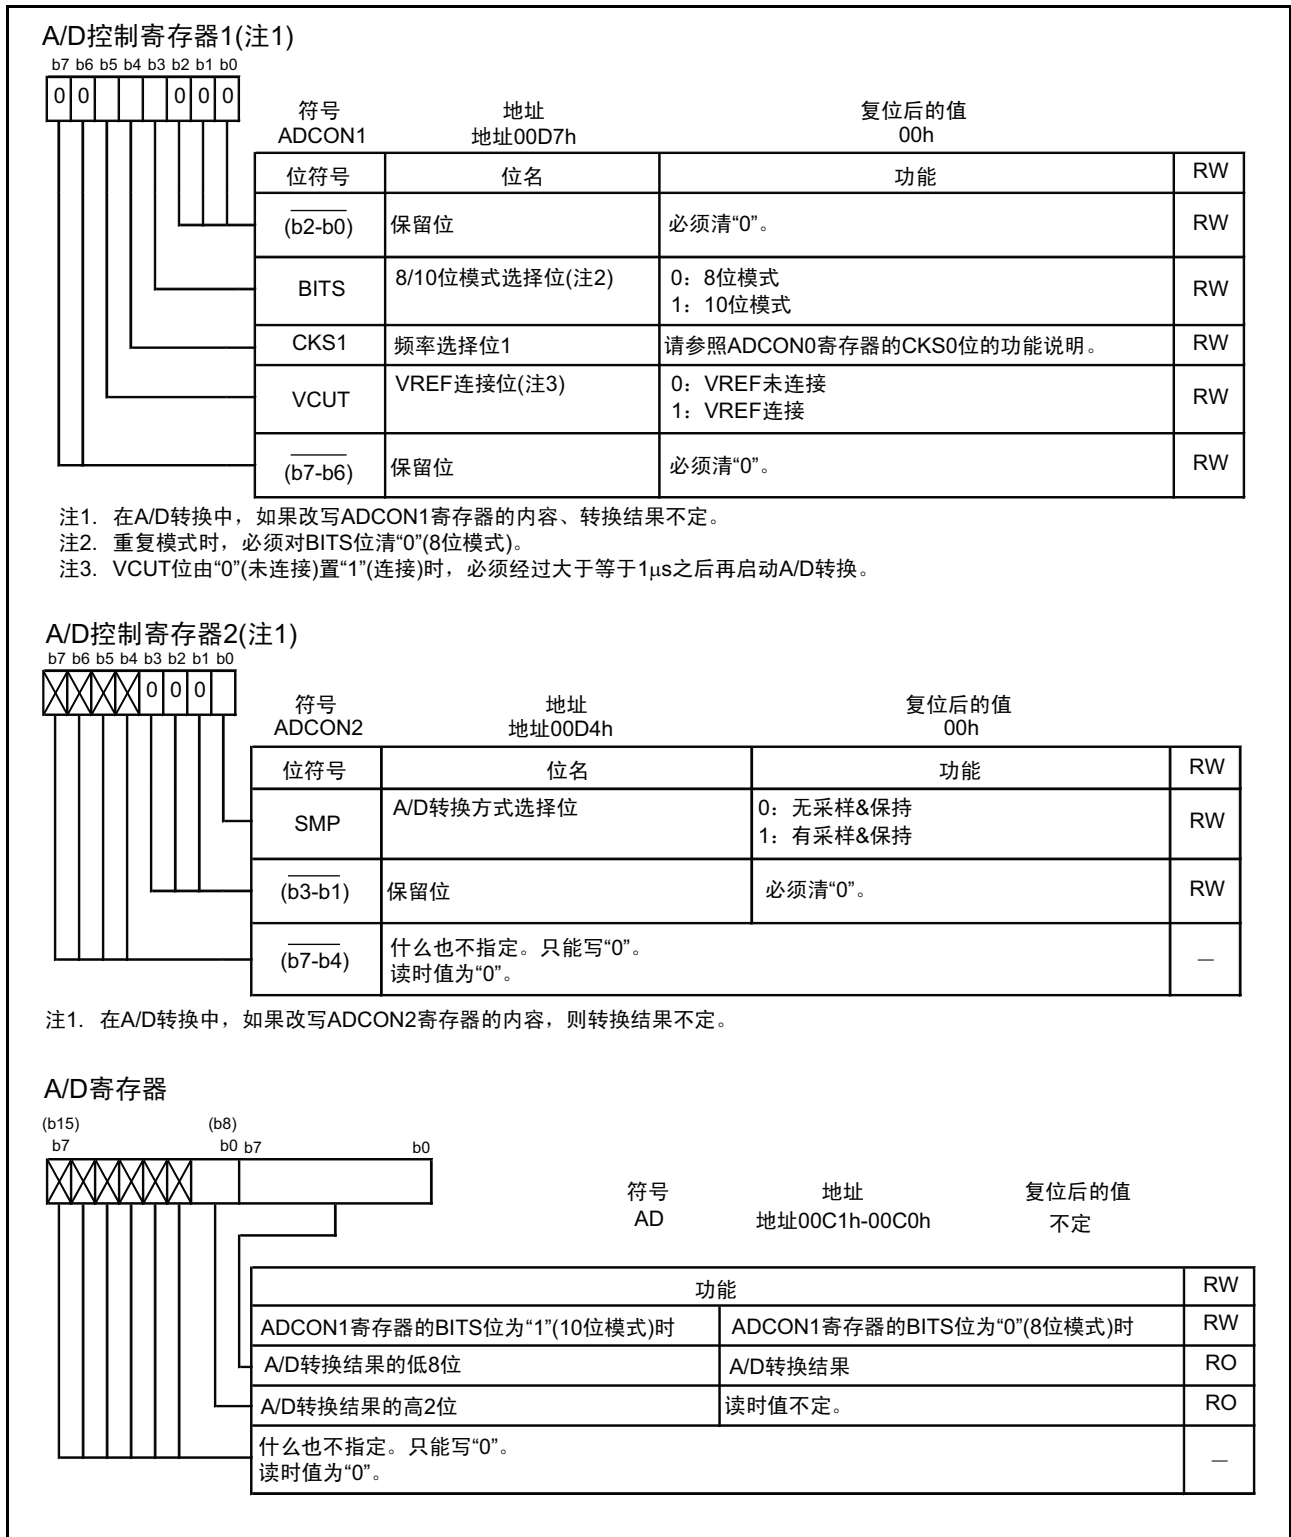 A/D控制寄存器1(注1)
b7 b6 b5 b4 b3 b2 b1 b0
0 0 0 0 0
符号 地址 复位后的值
ADCON1 地址00D7h 00h
位符号 位名 功能 RW
(b2-b0) 保留位 必须清“0”。 RW
BITS 8/10位模式选择位(注2) 0：8位模式 RW
1：10位模式
CKS1 频率选择位1 请参照ADCON0寄存器的CKS0位的功能说明。 RW
VCUT VREF连接位(注3) 0：VREF未连接 RW
1：VREF连接
(b7-b6) 保留位 必须清“0”。 RW
注1. 在A/D转换中，如果改写ADCON1寄存器的内容、转换结果不定。
注2. 重复模式时，必须对BITS位清“0”(8位模式)。
注3. VCUT位由“0”(未连接)置“1”(连接)时，必须经过大于等于1μs之后再启动A/D转换。
A/D控制寄存器2(注1)
b7 b6 b5 b4 b3 b2 b1 b0
0 0 0
符号 地址 复位后的值
ADCON2 地址00D4h 00h
位符号 位名 功能 RW
SMP A/D转换方式选择位 0：无采样&保持 RW
1：有采样&保持
(b3-b1) 保留位 必须清“0”。 RW
(b7-b4) 什么也不指定。只能写“0”。 —
读时值为“0”。
注1. 在A/D转换中，如果改写ADCON2寄存器的内容，则转换结果不定。
A/D寄存器
(b15) (b8)
b7 b0 b7 b0
符号 地址 复位后的值
AD 地址00C1h-00C0h 不定
功能 RW
ADCON1寄存器的BITS位为“1”(10位模式)时 ADCON1寄存器的BITS位为“0”(8位模式)时 RW
A/D转换结果的低8位 A/D转换结果 RO
A/D转换结果的高2位 读时值不定。 RO
什么也不指定。只能写“0”。 —
读时值为“0”。